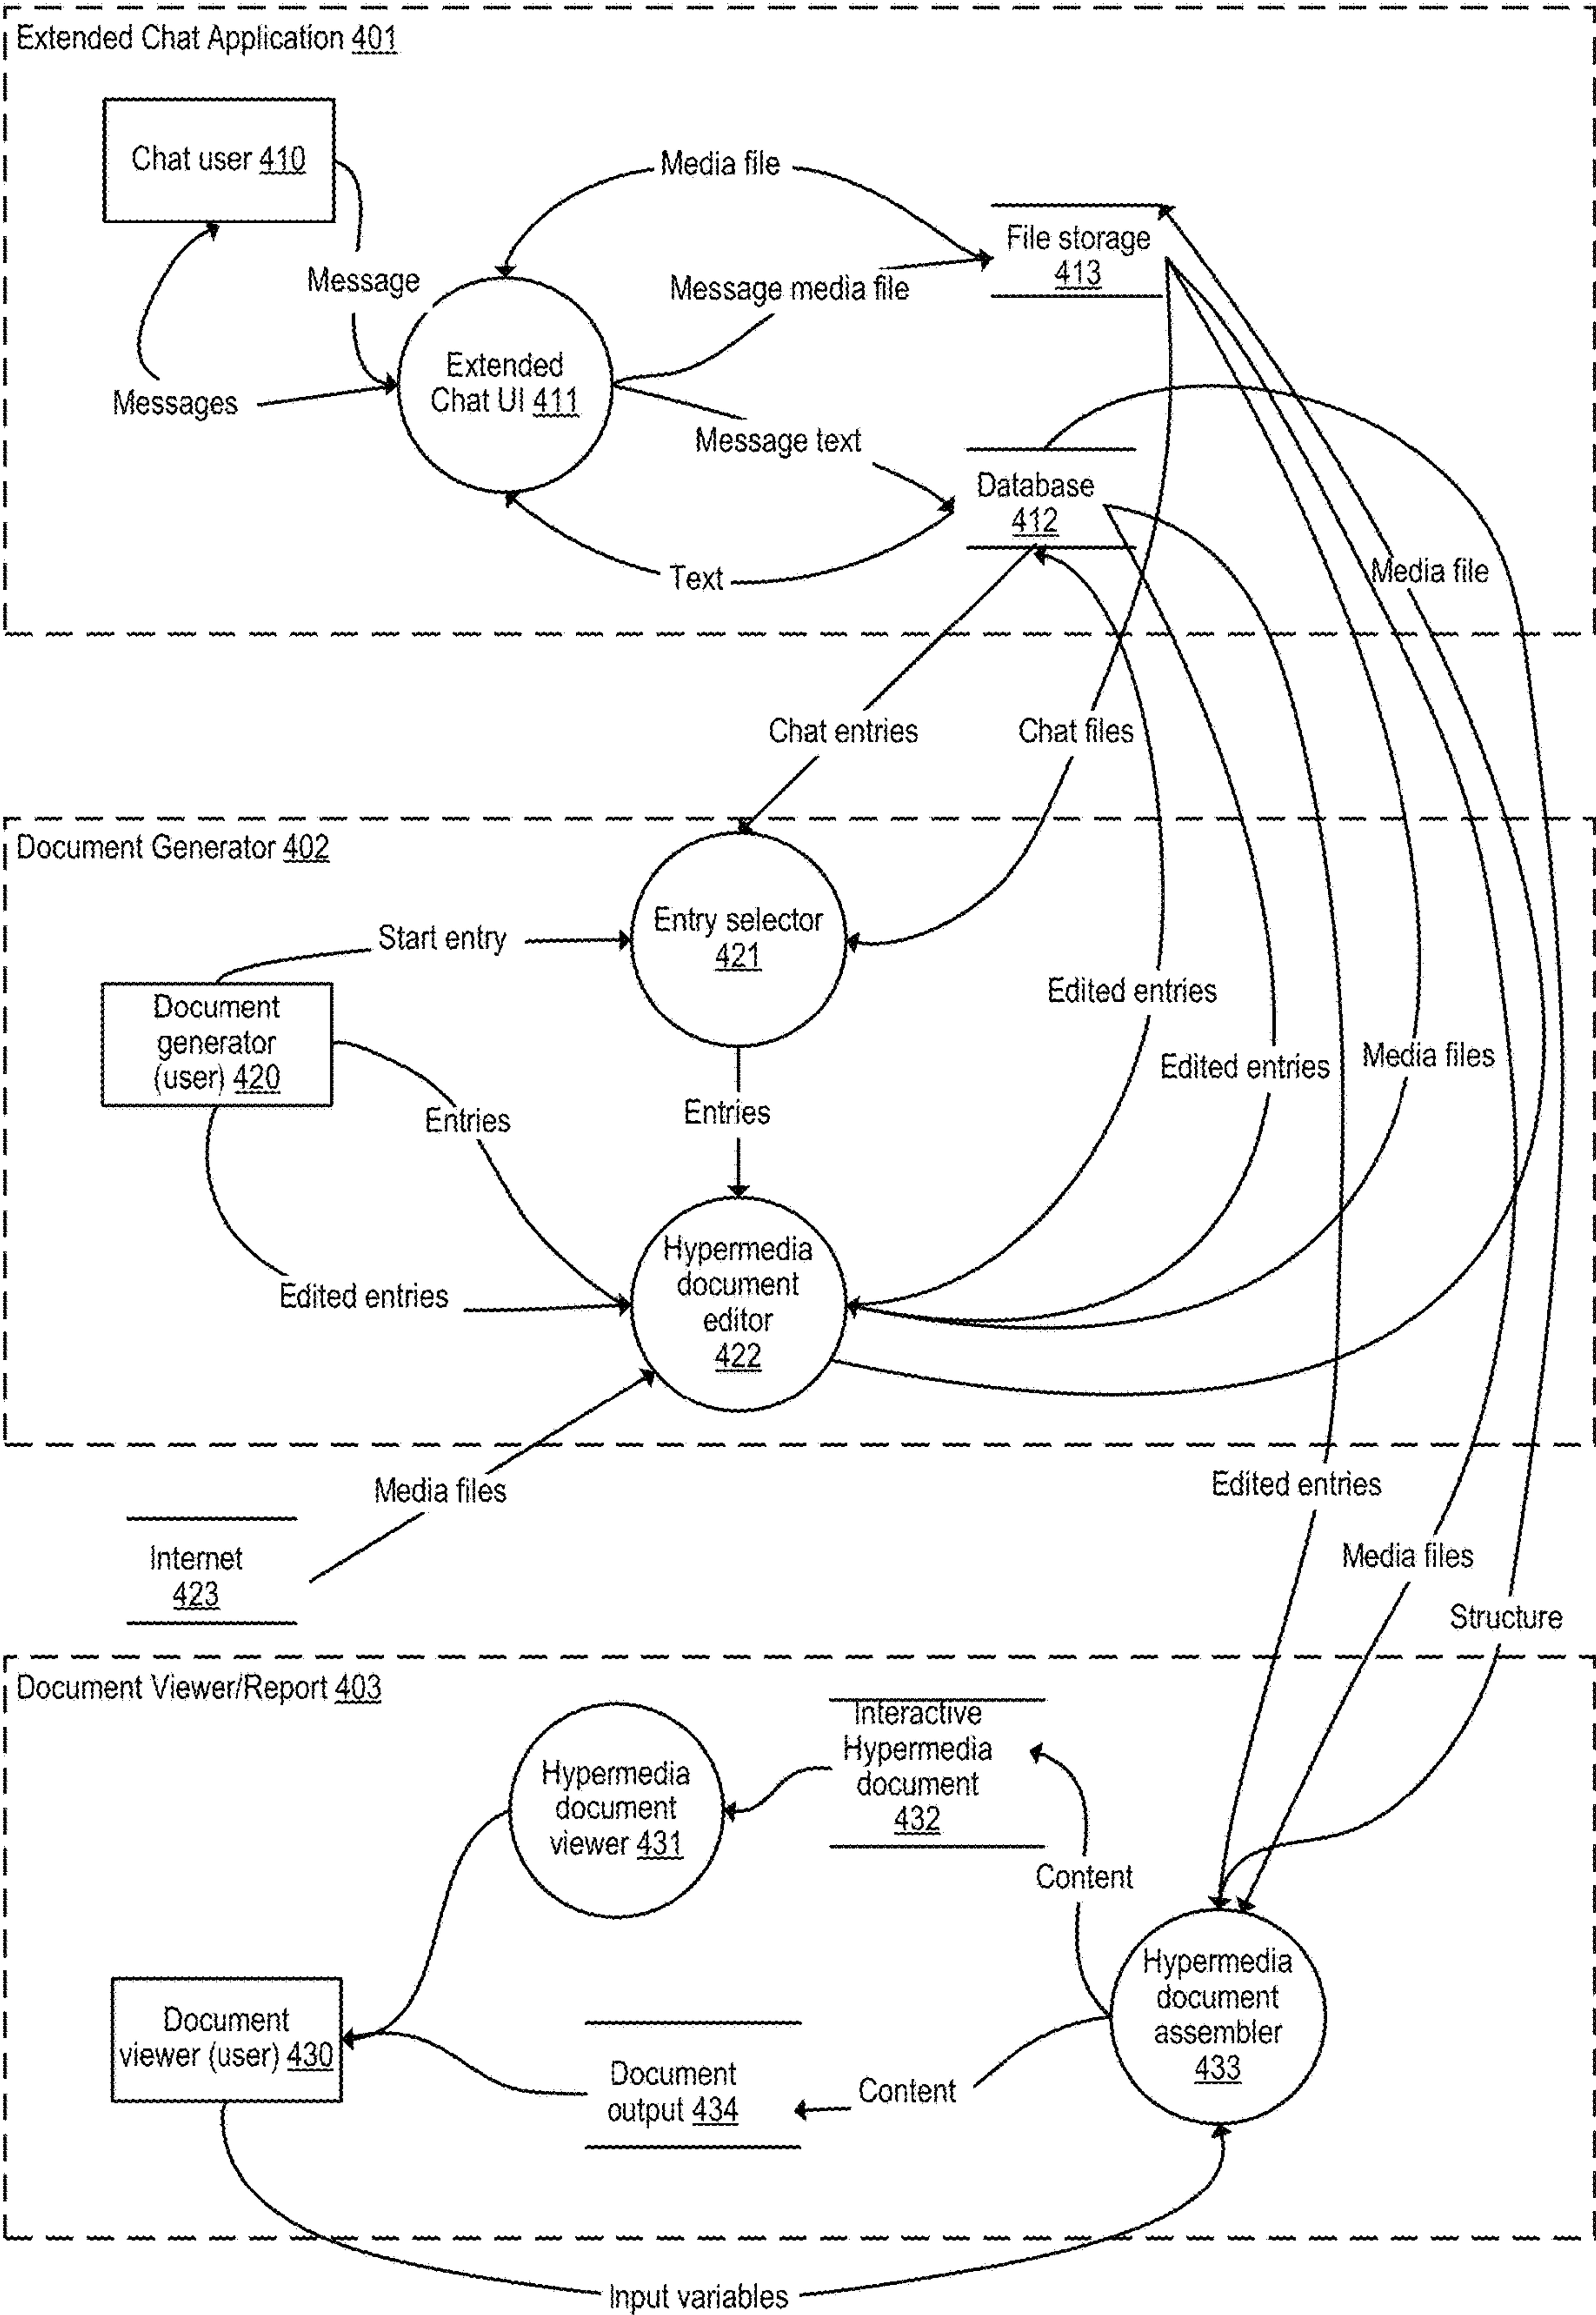 Extended Chat Application 401
Chat user 410
Media file
File storage
413
Message
Message media file
Extended
Chat UI 411
Messages
Message text
Database
412
Text
Media file
Chat entries
Chat files
Document Generator 402
Start entry
Entry selector
421
Document
generator
(user) 420
Edited entries
Edited entries
Media files
Entries
Entries
Hypermedia
document
editor
422
Edited entries
Media files
Edited entries
Internet
423
Media files
Structure
Document Viewer/Report 403
Interactive
Hypermedia
document
432
Hypermedia
document
viewer 431
Content
Hypermedia
document
assembler
433
Document
viewer (user) 430
Document
output 434
Content
Input variables